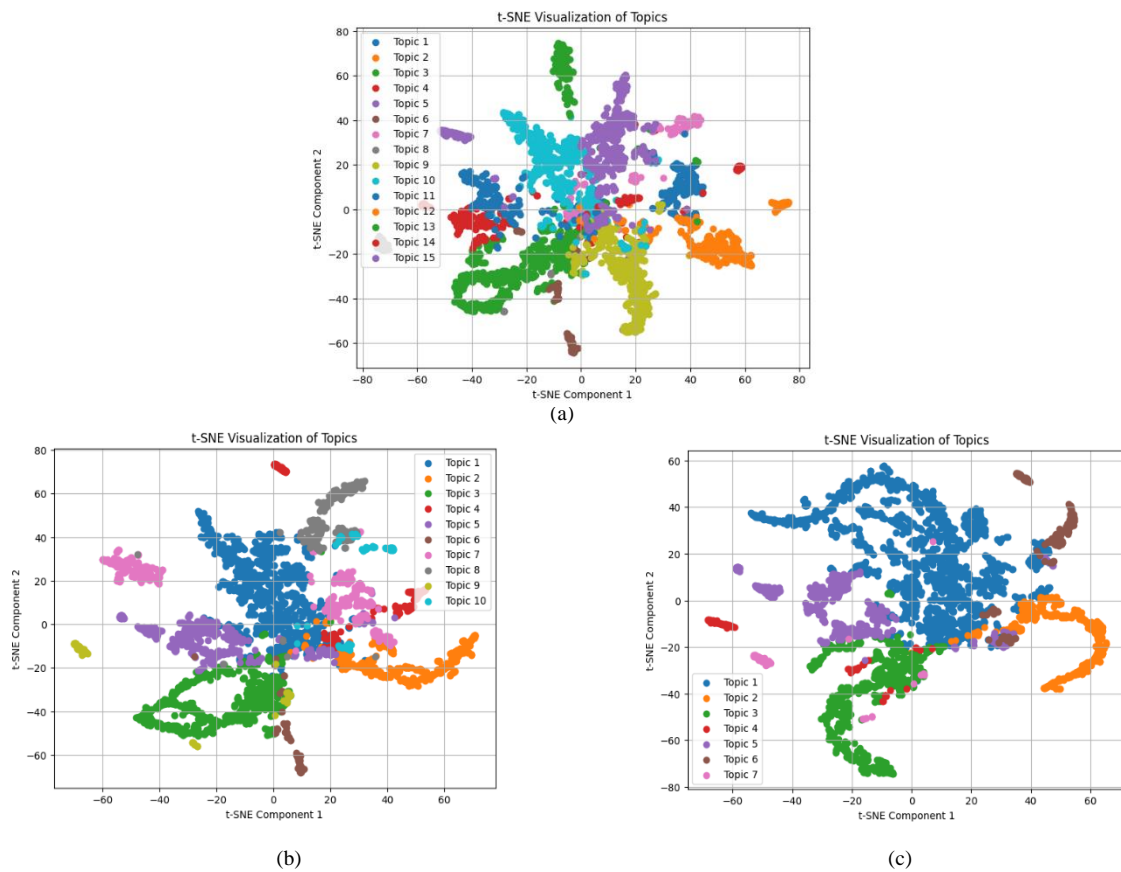 t-SNE Visualization of Topics
80
60
40
20
0
−20
−40
−60
t-SNE Component 2
Topic 1
Topic 2
Topic 3
Topic 4
Topic 5
Topic 6
Topic 7
Topic 8
Topic 9
Topic 10
Topic 11
Topic 12
Topic 13
Topic 14
Topic 15
−80 −60 −40 −20 0 20 40 60 80
t-SNE Component 1
(a)
t-SNE Visualization of Topics
80
60
40
20
0
−20
−40
−60
t-SNE Component 2
Topic 1
Topic 2
Topic 3
Topic 4
Topic 5
Topic 6
Topic 7
Topic 8
Topic 9
Topic 10
−60 −40 −20 0 20 40 60
t-SNE Component 1
(b)
t-SNE Visualization of Topics
60
40
20
0
−20
−40
−60
−80
t-SNE Component 2
Topic 1
Topic 2
Topic 3
Topic 4
Topic 5
Topic 6
Topic 7
−60 −40 −20 0 20 40 60
t-SNE Component 1
(c)